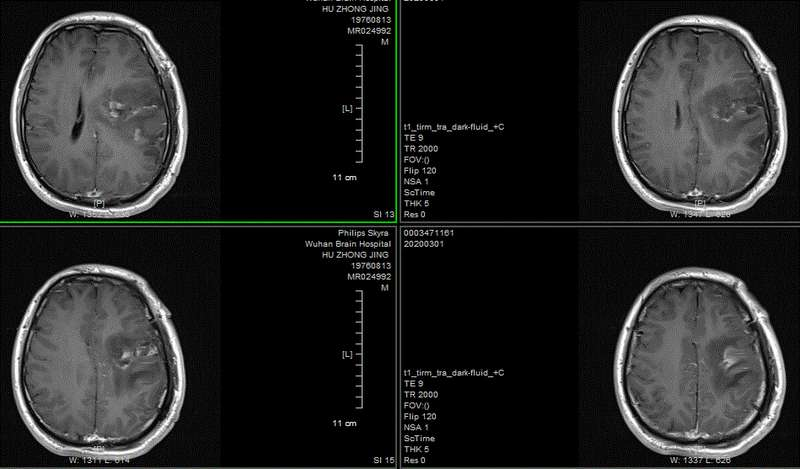 Wuhan Brain Hospital
HU ZHONG JING
19760813
MR024992
M
[L]
11 cm
[P]
SI 13
t1_tirm_tra_dark-fluid_+C
TE 9
TR 2000
FOV:()
Flip 120
NSA 1
ScTime
THK 5
Res 0
[P]
Philips Skyra
Wuhan Brain Hospital
HU ZHONG JING
19760813
MR024992
M
[L]
11 cm
SI 15
W: 1311 L: 614
0003471161
20200301
t1_tirm_tra_dark-fluid_+C
TE 9
TR 2000
FOV:()
Flip 120
NSA 1
ScTime
THK 5
Res 0
W: 1337 L: 626